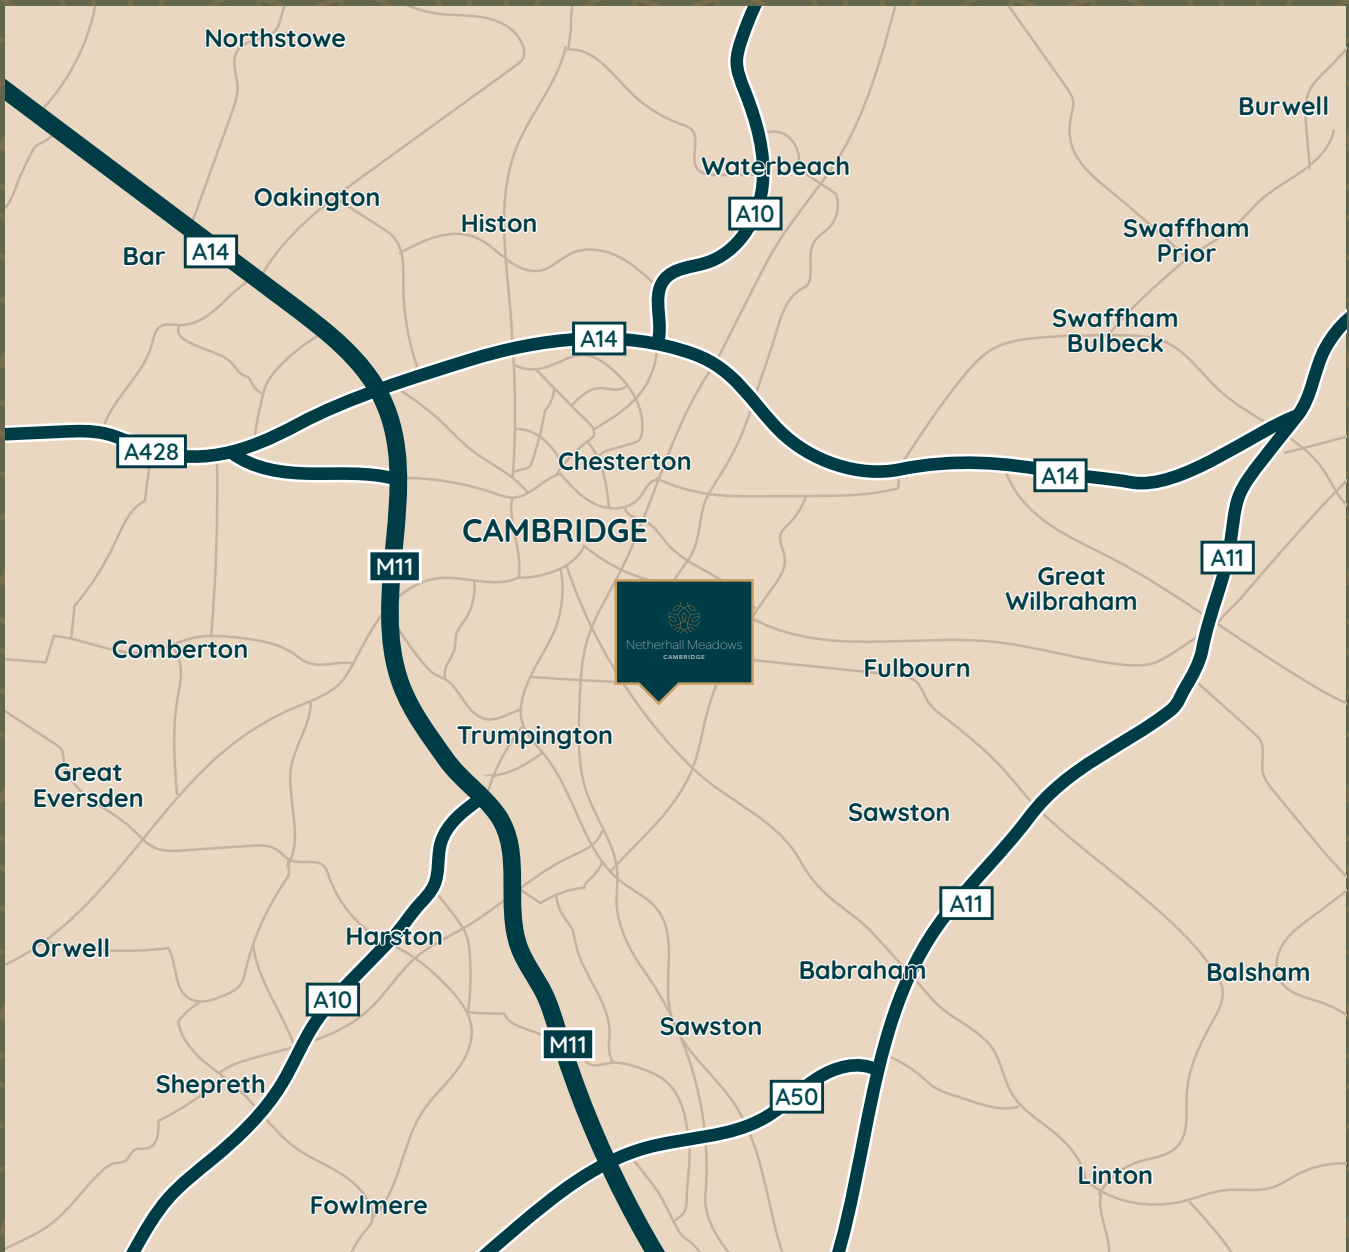 Northstowe
Burwell
Waterbeach
Oakington
A10
Histon
Swaffham
Prior
Bar
A14
Swaffham
Bulbeck
A14
A428
Chesterton
A14
CAMBRIDGE
A11
M11
Great
Wilbraham
Netherhall Meadows
CAMBRIDGE
Comberton
Fulbourn
Trumpington
Great
Eversden
Sawston
A11
Harston
Orwell
Babraham
Balsham
A10
Sawston
M11
Shepreth
A50
Linton
Fowlmere